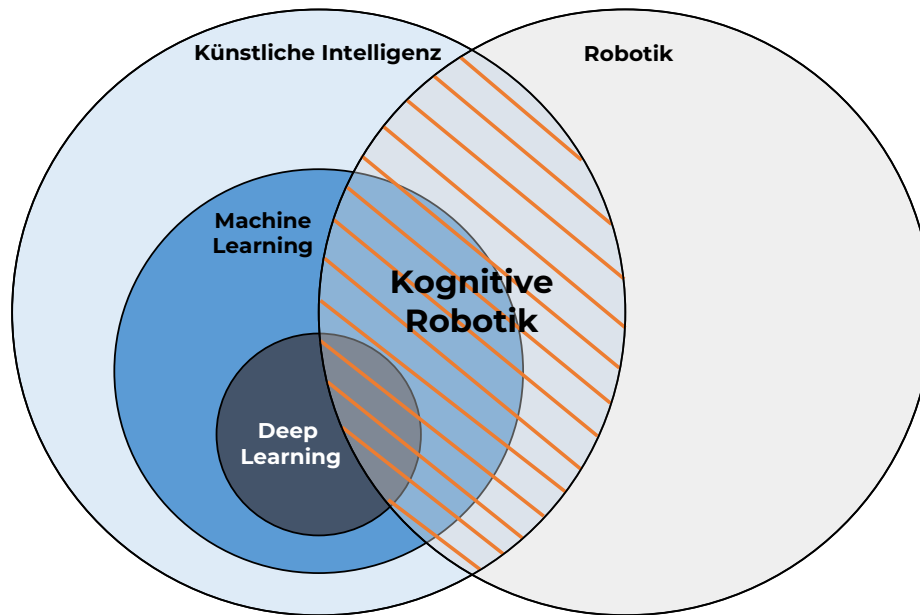 Künstliche Intelligenz
Robotik
Machine
Learning
Kognitive
Robotik
Deep
Learning